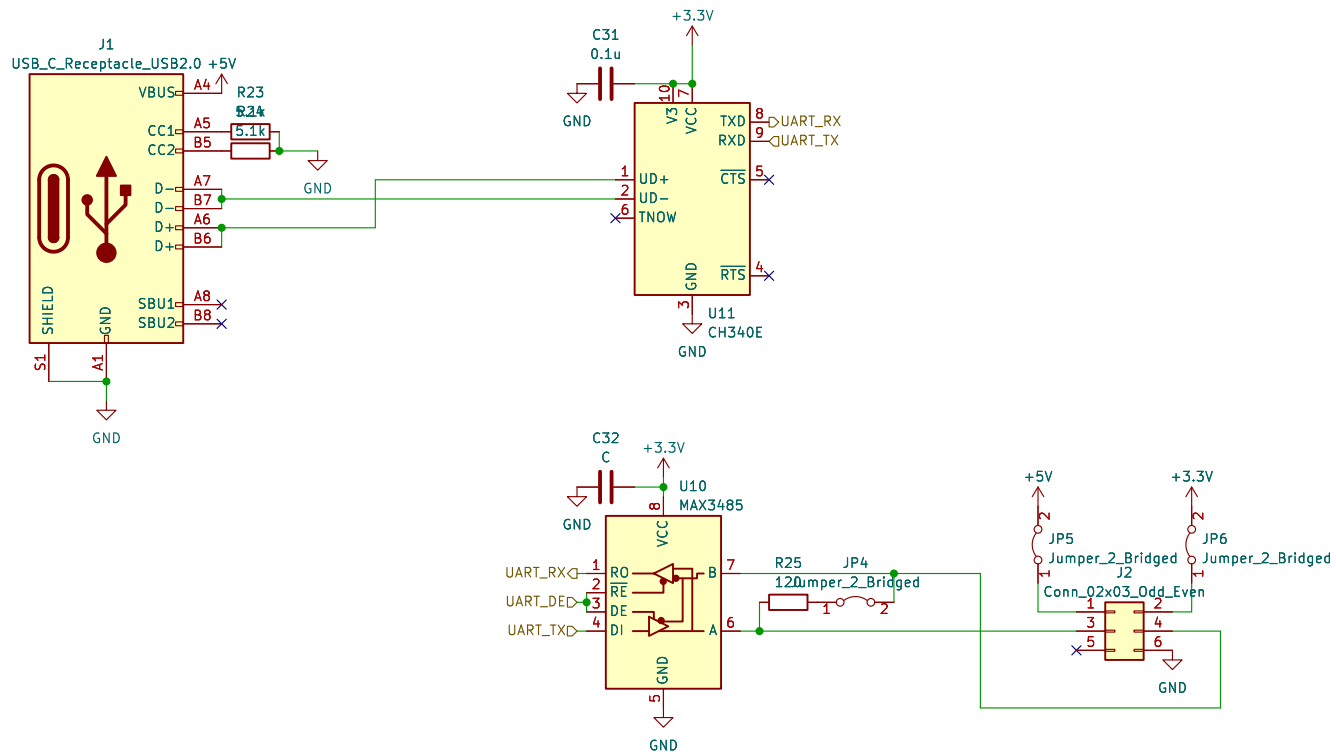 +3.3V
C31
0.1u
GND
J1
USB_C_Receptacle_USB2.0
+5V
VBUS
A4
R23
R24
5.1k
CC1
A5
CC2
B5
GND
D-
A7
D-
B7
D+
A6
D+
B6
SBU1
A8
SBU2
B8
SHIELD
GND
S1
A1
GND
10
7
V3
VCC
TXD
8
UART_RX
RXD
9
UART_TX
1
UD+
2
UD-
6
TNOW
CTS
5
RTS
4
GND
3
U11
CH340E
GND
C32
C
+3.3V
GND
U10
MAX3485
8
VCC
UART_RX
1
RO
2
RE
UART_DE
3
DE
UART_TX
4
DI
B
7
A
6
GND
5
GND
R25
120
JP4
Jumper_2_Bridged
1
2
+5V
2
JP5
Jumper_2_Bridged
1
+3.3V
2
JP6
Jumper_2_Bridged
1
J2
Conn_02x03_Odd_Even
1
2
3
4
5
6
GND